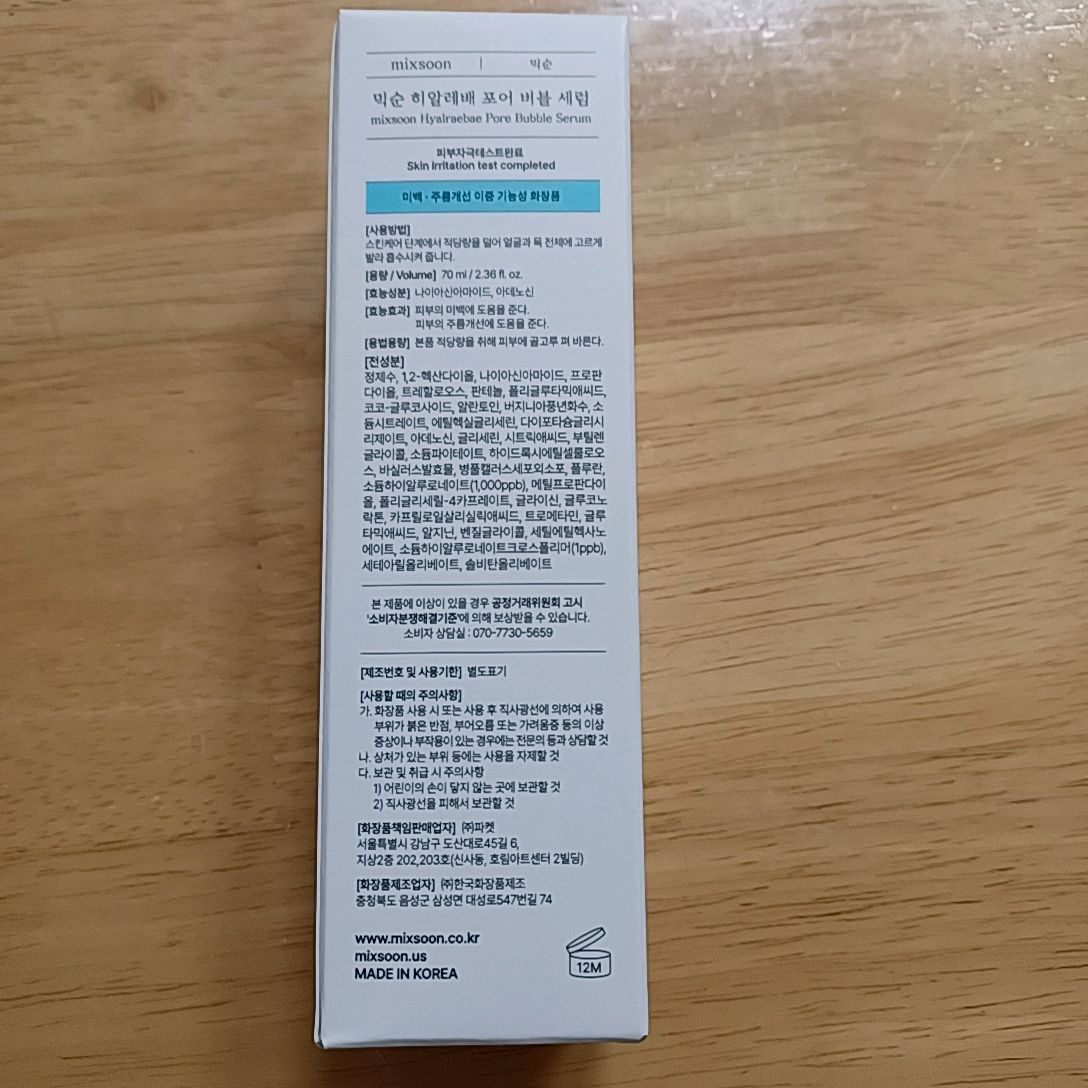 mixsoon | 믹순
믹순 히알레배 포어 버블 세럼
mixsoon Hyalraebae Pore Bubble Serum
피부자극테스트완료
Skin irritation test completed
미백 · 주름개선 이중 기능성 화장품
[사용방법]
스킨케어 단계에서 적당량을 덜어 얼굴과 목 전체에 고르게
발라 흡수시켜 줍니다.
[용량 / Volume] 70 ml / 2.36 fl. oz.
[효능성분] 나이아신아마이드, 아데노신
[효능효과] 피부의 미백에 도움을 준다.
피부의 주름개선에 도움을 준다.
[용법용량] 본품 적당량을 취해 피부에 골고루 펴 바른다.
[전성분]
정제수, 1,2-헥산다이올, 나이아신아마이드, 프로판
다이올, 트레할로오스, 판테놀, 폴리글루타믹애씨드,
코코-글루코사이드, 알란토인, 버지니아풍년화수, 소
듐시트레이트, 에틸헥실글리세린, 다이포타슘글리시
리제이트, 아데노신, 글리세린, 시트릭애씨드, 부틸렌
글라이콜, 소듐파이테이트, 하이드록시에틸셀룰로오
스, 바실러스발효물, 병풀캘러스세포외소포, 풀루란,
소듐하이알루로네이트(1,000ppb), 메틸프로판다이
올, 폴리글리세릴-4카프레이트, 글라이신, 글루코노
락톤, 카프릴로일살리실릭애씨드, 트로메타민, 글루
타믹애씨드, 알지닌, 벤질글라이콜, 세틸에틸헥사노
에이트, 소듐하이알루로네이트크로스폴리머(1ppb),
세테아릴올리베이트, 솔비탄올리베이트
본 제품에 이상이 있을 경우 공정거래위원회 고시
'소비자분쟁해결기준'에 의해 보상받을 수 있습니다.
소비자 상담실 : 070-7730-5659
[제조번호 및 사용기한] 별도표기
[사용할 때의 주의사항]
가. 화장품 사용 시 또는 사용 후 직사광선에 의하여 사용
부위가 붉은 반점, 부어오름 또는 가려움증 등의 이상
증상이나 부작용이 있는 경우에는 전문의 등과 상담할 것
나. 상처가 있는 부위 등에는 사용을 자제할 것
다. 보관 및 취급 시 주의사항
1) 어린이의 손이 닿지 않는 곳에 보관할 것
2) 직사광선을 피해서 보관할 것
[화장품책임판매업자] ㈜파켓
서울특별시 강남구 도산대로45길 6,
지상2층 202,203호(신사동, 호림아트센터 2빌딩)
[화장품제조업자] ㈜한국화장품제조
충청북도 음성군 삼성면 대성로547번길 74
www.mixsoon.co.kr
mixsoon.us
MADE IN KOREA
12M